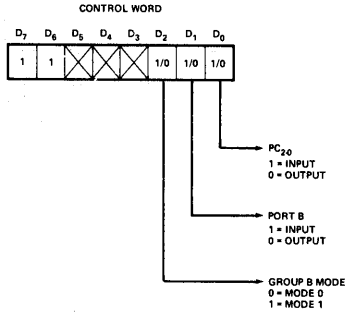 CONTROL WORD
D7 D6 D5 D4 D3 D2 D1 D0
1 1 1/0 1/0 1/0
PC2-0
1 = INPUT
0 = OUTPUT
PORT B
1 = INPUT
0 = OUTPUT
GROUP B MODE
0 = MODE 0
1 = MODE 1